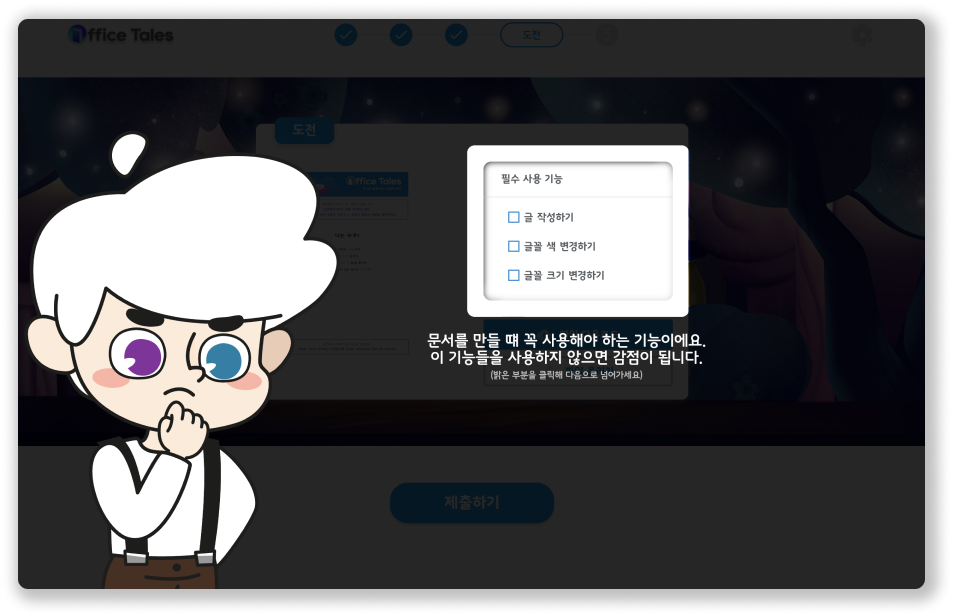 Office Tales
도전
도전
Office Tales
필수 사용 기능
글 작성하기
글꼴 색 변경하기
글꼴 크기 변경하기
문서를 만들 떄 꼭 사용해야 하는 기능이에요.
이 기능들을 사용하지 않으면 감점이 됩니다.
(밝은 부분을 클릭해 다음으로 넘어가세요)
제출하기